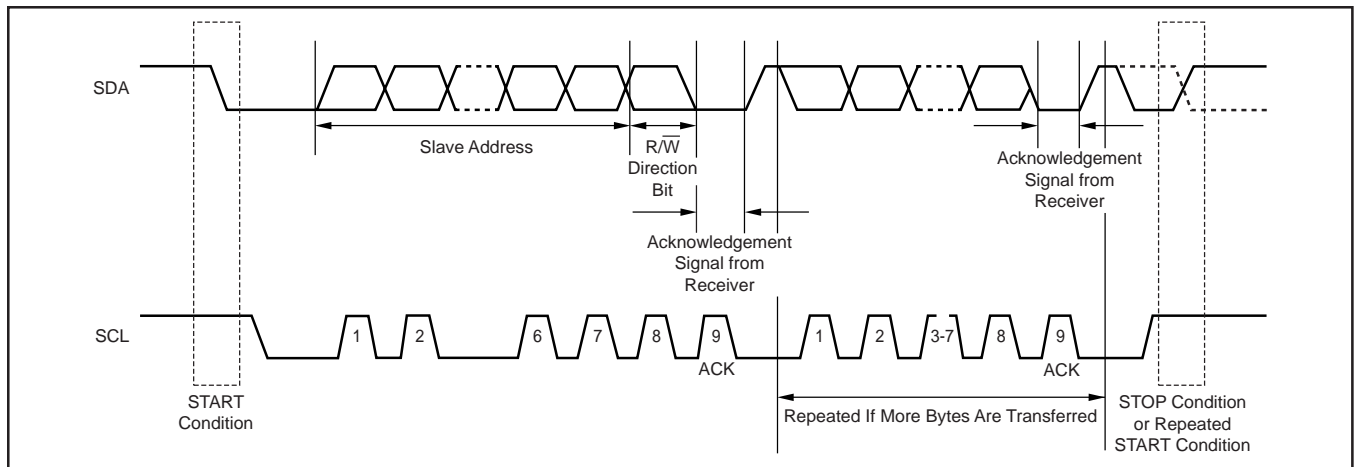 SDA
Slave Address
R/W̅
Direction
Bit
Acknowledgement
Signal from
Receiver
Acknowledgement
Signal from
Receiver
SCL
1
2
6
7
8
9
1
2
3-7
8
9
ACK
ACK
START
Condition
Repeated If More Bytes Are Transferred
STOP Condition
or Repeated
START Condition